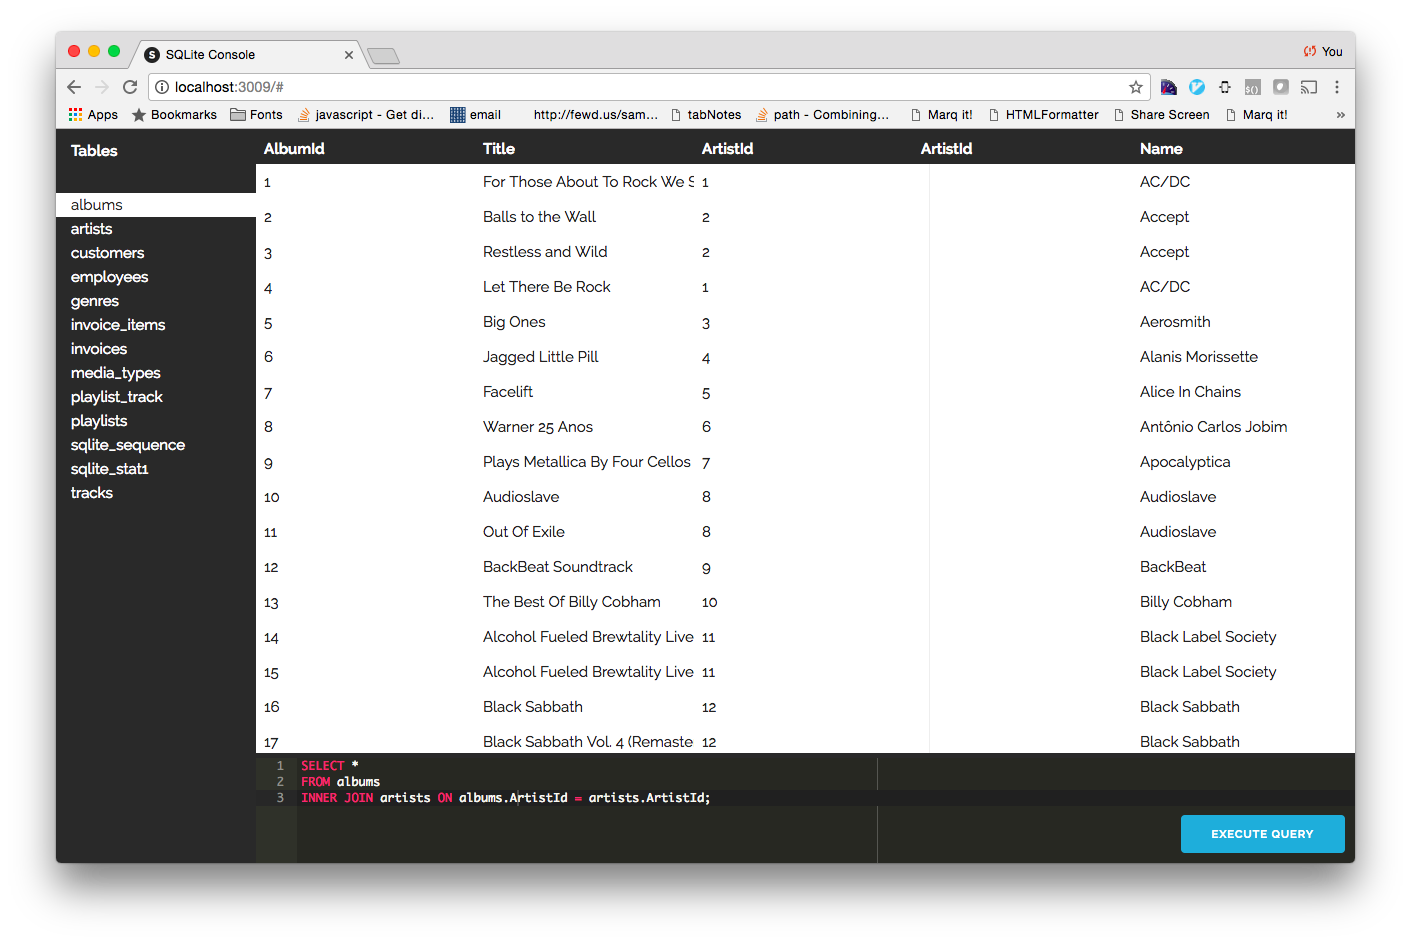 SQLite Console
You
localhost:3009/#
Apps Bookmarks Fonts javascript - Get di... email http://fewd.us/sam... tabNotes path - Combining... Marq it! HTMLFormatter Share Screen Marq it! »
Tables
albums
artists
customers
employees
genres
invoice_items
invoices
media_types
playlist_track
playlists
sqlite_sequence
sqlite_stat1
tracks
AlbumId Title ArtistId ArtistId Name
1 For Those About To Rock We S 1 AC/DC
2 Balls to the Wall 2 Accept
3 Restless and Wild 2 Accept
4 Let There Be Rock 1 AC/DC
5 Big Ones 3 Aerosmith
6 Jagged Little Pill 4 Alanis Morissette
7 Facelift 5 Alice In Chains
8 Warner 25 Anos 6 Antônio Carlos Jobim
9 Plays Metallica By Four Cellos 7 Apocalyptica
10 Audioslave 8 Audioslave
11 Out Of Exile 8 Audioslave
12 BackBeat Soundtrack 9 BackBeat
13 The Best Of Billy Cobham 10 Billy Cobham
14 Alcohol Fueled Brewtality Live 11 Black Label Society
15 Alcohol Fueled Brewtality Live 11 Black Label Society
16 Black Sabbath 12 Black Sabbath
17 Black Sabbath Vol. 4 (Remaste 12 Black Sabbath
1 SELECT *
2 FROM albums
3 INNER JOIN artists ON albums.ArtistId = artists.ArtistId;
EXECUTE QUERY